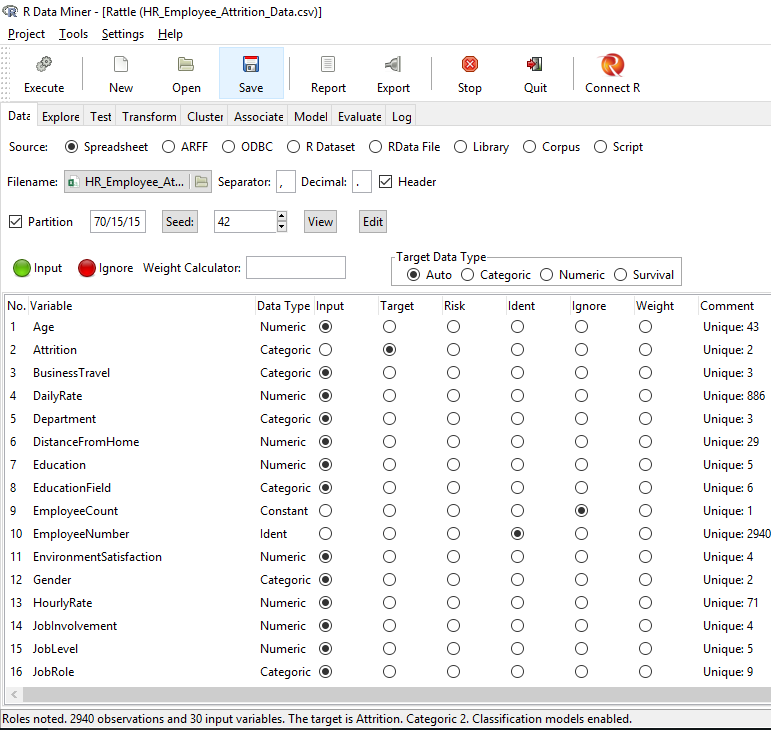 R Data Miner - [Rattle (HR_Employee_Attrition_Data.csv)]
Project Tools Settings Help
Execute New Open Save Report Export Stop Quit Connect R
Data Explore Test Transform Cluster Associate Model Evaluate Log
Source: Spreadsheet ARFF ODBC R Dataset RData File Library Corpus Script
Filename: HR_Employee_At... Separator: , Decimal: . Header
Partition 70/15/15 Seed: 42 View Edit
Target Data Type
Input Ignore Weight Calculator: Auto Categoric Numeric Survival
No. Variable Data Type Input Target Risk Ident Ignore Weight Comment
1 Age Numeric Unique: 43
2 Attrition Categoric Unique: 2
3 BusinessTravel Categoric Unique: 3
4 DailyRate Numeric Unique: 886
5 Department Categoric Unique: 3
6 DistanceFromHome Numeric Unique: 29
7 Education Numeric Unique: 5
8 EducationField Categoric Unique: 6
9 EmployeeCount Constant Unique: 1
10 EmployeeNumber Ident Unique: 2940
11 EnvironmentSatisfaction Numeric Unique: 4
12 Gender Categoric Unique: 2
13 HourlyRate Numeric Unique: 71
14 JobInvolvement Numeric Unique: 4
15 JobLevel Numeric Unique: 5
16 JobRole Categoric Unique: 9
Roles noted. 2940 observations and 30 input variables. The target is Attrition. Categoric 2. Classification models enabled.